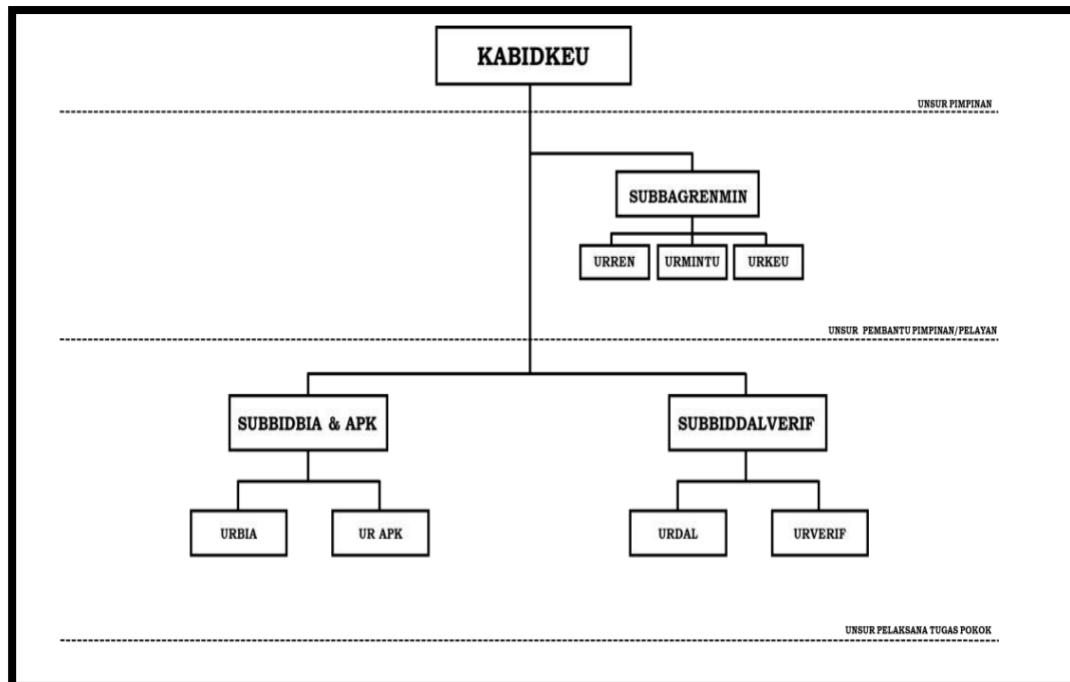 KABIDKEU
UNSUR PIMPINAN
SUBBAGRENMIN
URREN
URMINTU
URKEU
UNSUR PEMBANTU PIMPINAN/PELAYAN
SUBBIDBIA & APK
SUBBIDDALVERIF
URBIA
UR APK
URDAL
URVERIF
UNSUR PELAKSANA TUGAS POKOK